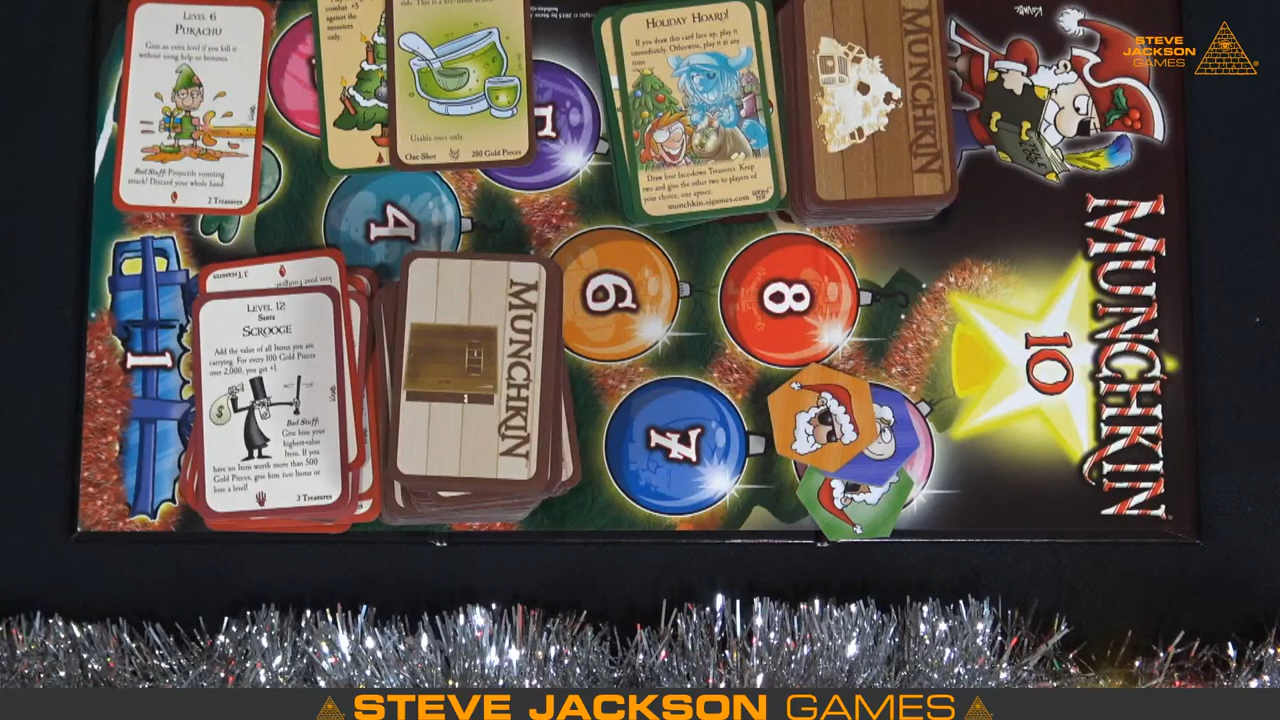 LEVEL 6
PUKACHU
Gain an extra level if you kill it
without using help or bonuses.
Bad Stuff: Projectile vomiting
attack! Discard your whole hand.
2 Treasures
combat. +5
against the
monsters
only.
Usable once only.
One-Shot
200 Gold Pieces
HOLIDAY HOARD!
If you draw this card face up, play it
immediately. Otherwise, play it at any
time.
Draw four face-down Treasures. Keep
two and give the other two to players of
your choice, one apiece.
munchkin.sjgames.com
MUNCHKIN
STEVE
JACKSON
GAMES
3 Treasures
LEVEL 12
Santa
SCROOGE
Add the value of all Items you are
carrying. For every 100 Gold Pieces
over 2,000, you get +1.
$
Bad Stuff:
Give him your
highest-value
Item. If you
have no Item worth more than 500
Gold Pieces, give him two Items or
lose a level!
3 Treasures
MUNCHKIN
1
4
6
8
7
10
MUNCHKIN
STEVE JACKSON GAMES